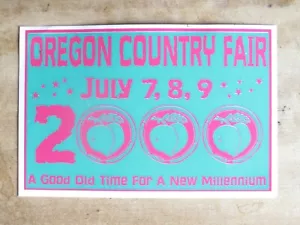 OREGON COUNTRY FAIR
JULY 7, 8, 9
2000
A Good Old Time For A New Millennium